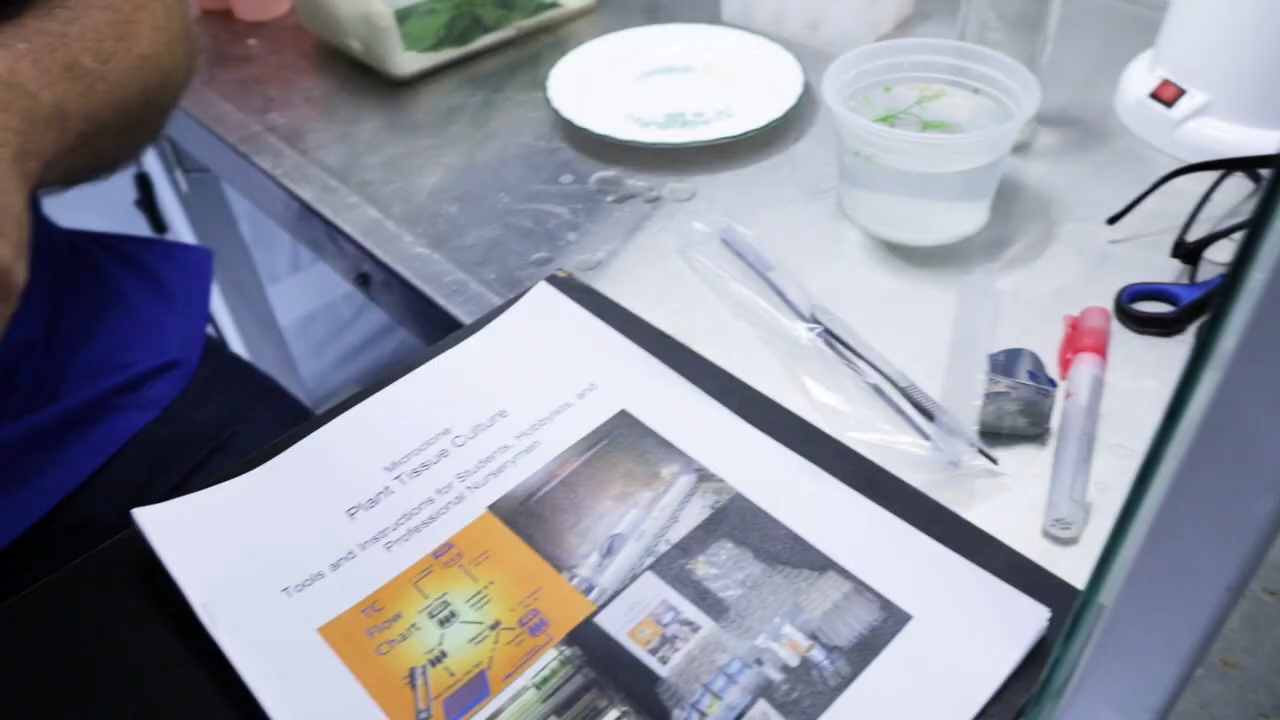 Microclone
Plant Tissue Culture
Tools and Instructions for Students, Hobbyists, and
Professional Nurserymen
TC
Flow
Chart